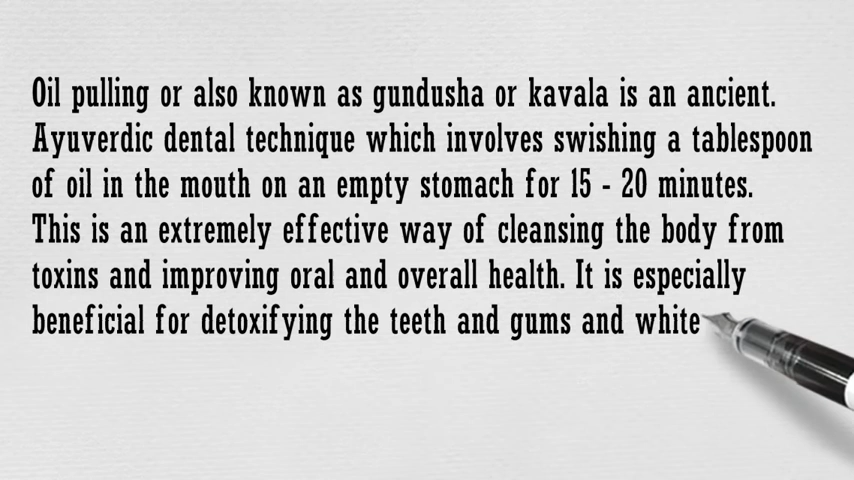 Oil pulling or also known as gundusha or kavala is an ancient.
Ayuverdic dental technique which involves swishing a tablespoon
of oil in the mouth on an empty stomach for 15 - 20 minutes.
This is an extremely effective way of cleansing the body from
toxins and improving oral and overall health. It is especially
beneficial for detoxifying the teeth and gums and white